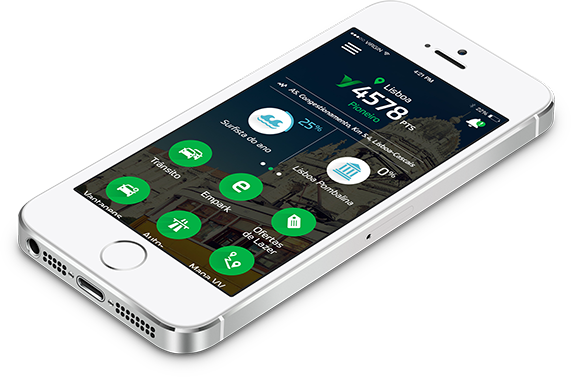 VIRGIN
4:21 PM
22%
Lisboa
4578 PTS
Pioneiro
A5, Congestionamento, Km 5.4, Lisboa-Cascais
25%
Surfista do ano
0%
Lisboa Pombalina
Trânsito
Empark
Ofertas
de Lazer
Vantagens
Mapa VV